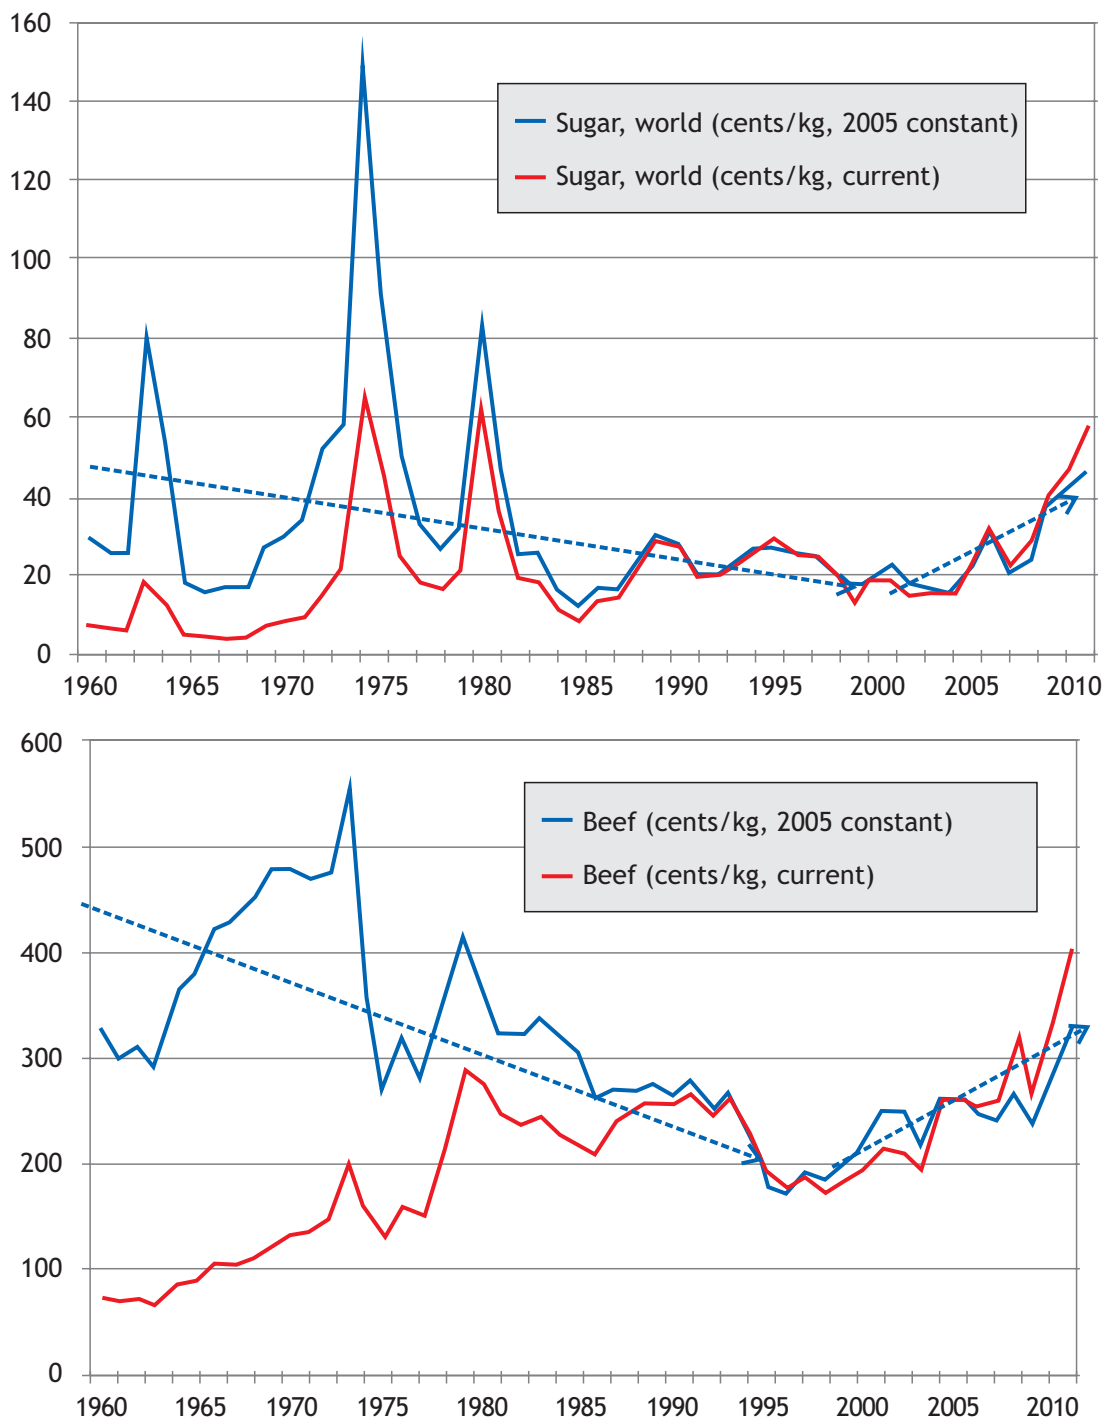 160
140
120
100
80
60
40
20
0
Sugar, world (cents/kg, 2005 constant)
Sugar, world (cents/kg, current)
1960 1965 1970 1975 1980 1985 1990 1995 2000 2005 2010
600
500
400
300
200
100
0
Beef (cents/kg, 2005 constant)
Beef (cents/kg, current)
1960 1965 1970 1975 1980 1985 1990 1995 2000 2005 2010